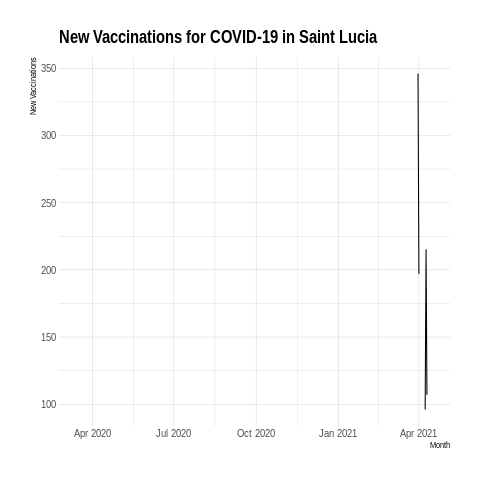 New Vaccinations for COVID-19 in Saint Lucia
New Vaccinations
350
300
250
200
150
100
Apr 2020 Jul 2020 Oct 2020 Jan 2021 Apr 2021
Month